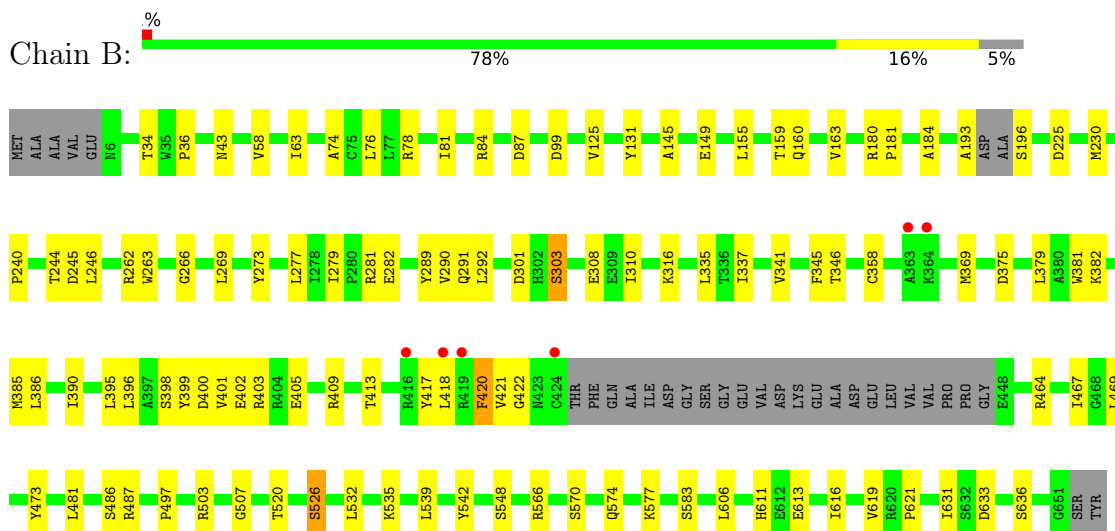 %
Chain B:
78% 16% 5%
MET ALA ALA VAL GLU N6 T34 W35 P36 N43 V58 I63 A74 C75 L76 L77 R78 I81 R84 D87 D99 V125 Y131 A145 E149 L155 T159 Q160 V163 R180 P181 A184 A193 ASP ALA S196 D225 M230
P240 T244 D245 L246 R262 W263 G266 L269 Y273 L277 I278 I279 P280 R281 E282 Y289 V290 Q291 L292 D301 H302 S303 E308 E309 I310 K316 L335 T336 I337 V341 F345 T346 C358 A363 K364 M369 D375 L379 A380 W381 K382
M385 L386 I390 L395 L396 A397 S398 Y399 D400 V401 E402 R403 R404 E405 R409 T413 R416 Y417 L418 R419 F420 V421 G422 N423 C424 THR PHE GLN ALA ILE ASP GLY SER GLY GLU VAL ASP LYS GLU ALA ASP GLU LEU VAL VAL PRO PRO GLY E448 R464 I467 G468 L469
Y473 L481 S486 R487 P497 R503 G507 T520 S526 L532 K535 L539 Y542 S548 R566 S570 Q574 K577 S583 L606 H611 E612 E613 I616 V619 R620 P621 I631 S632 D633 S636 G651 SER TYR